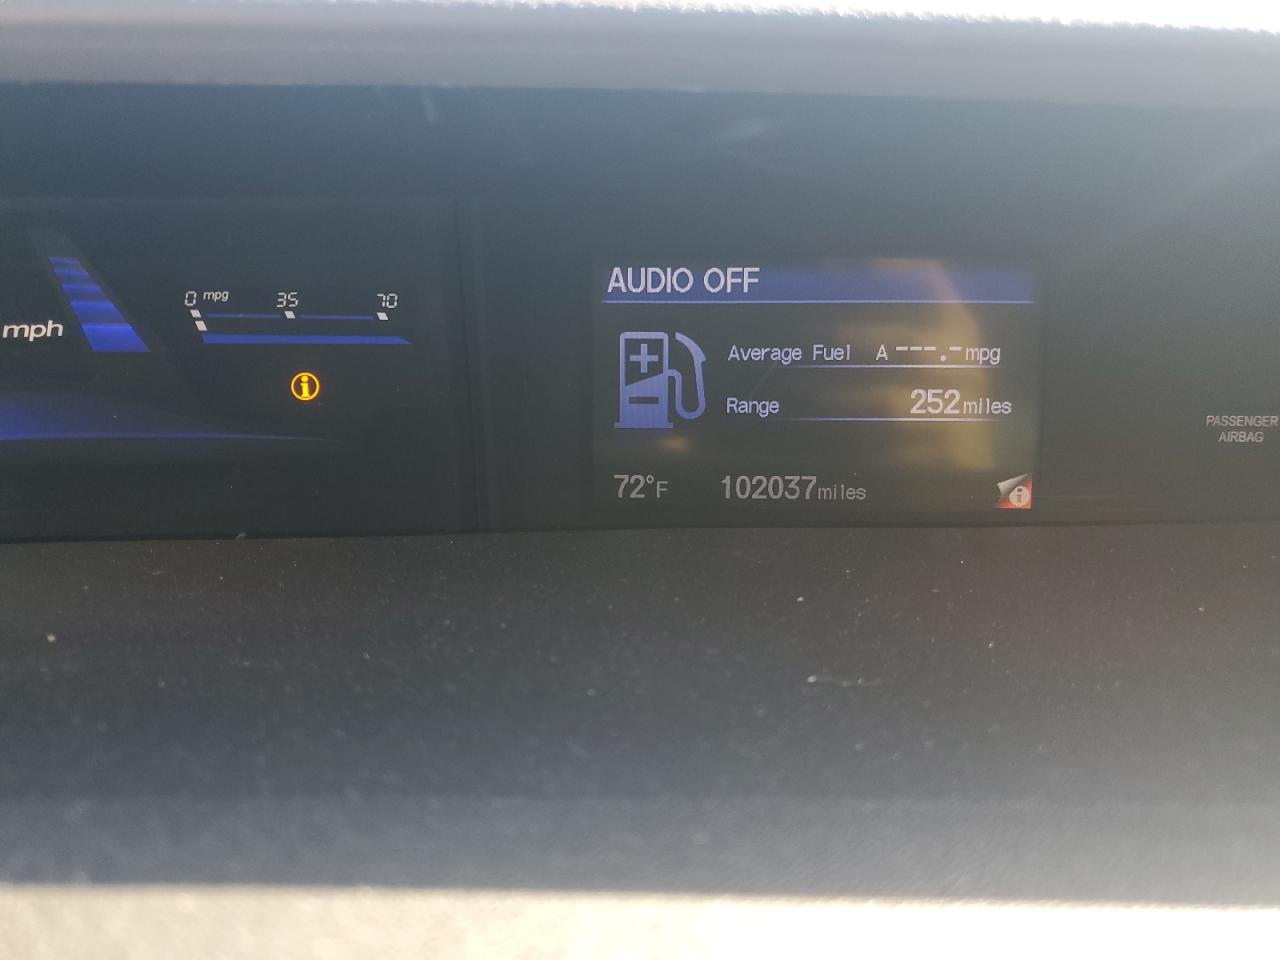 mph
0 mpg 35 70
AUDIO OFF
Average Fuel A ---.- mpg
Range 252 miles
72°F 102037 miles
PASSENGER
AIRBAG